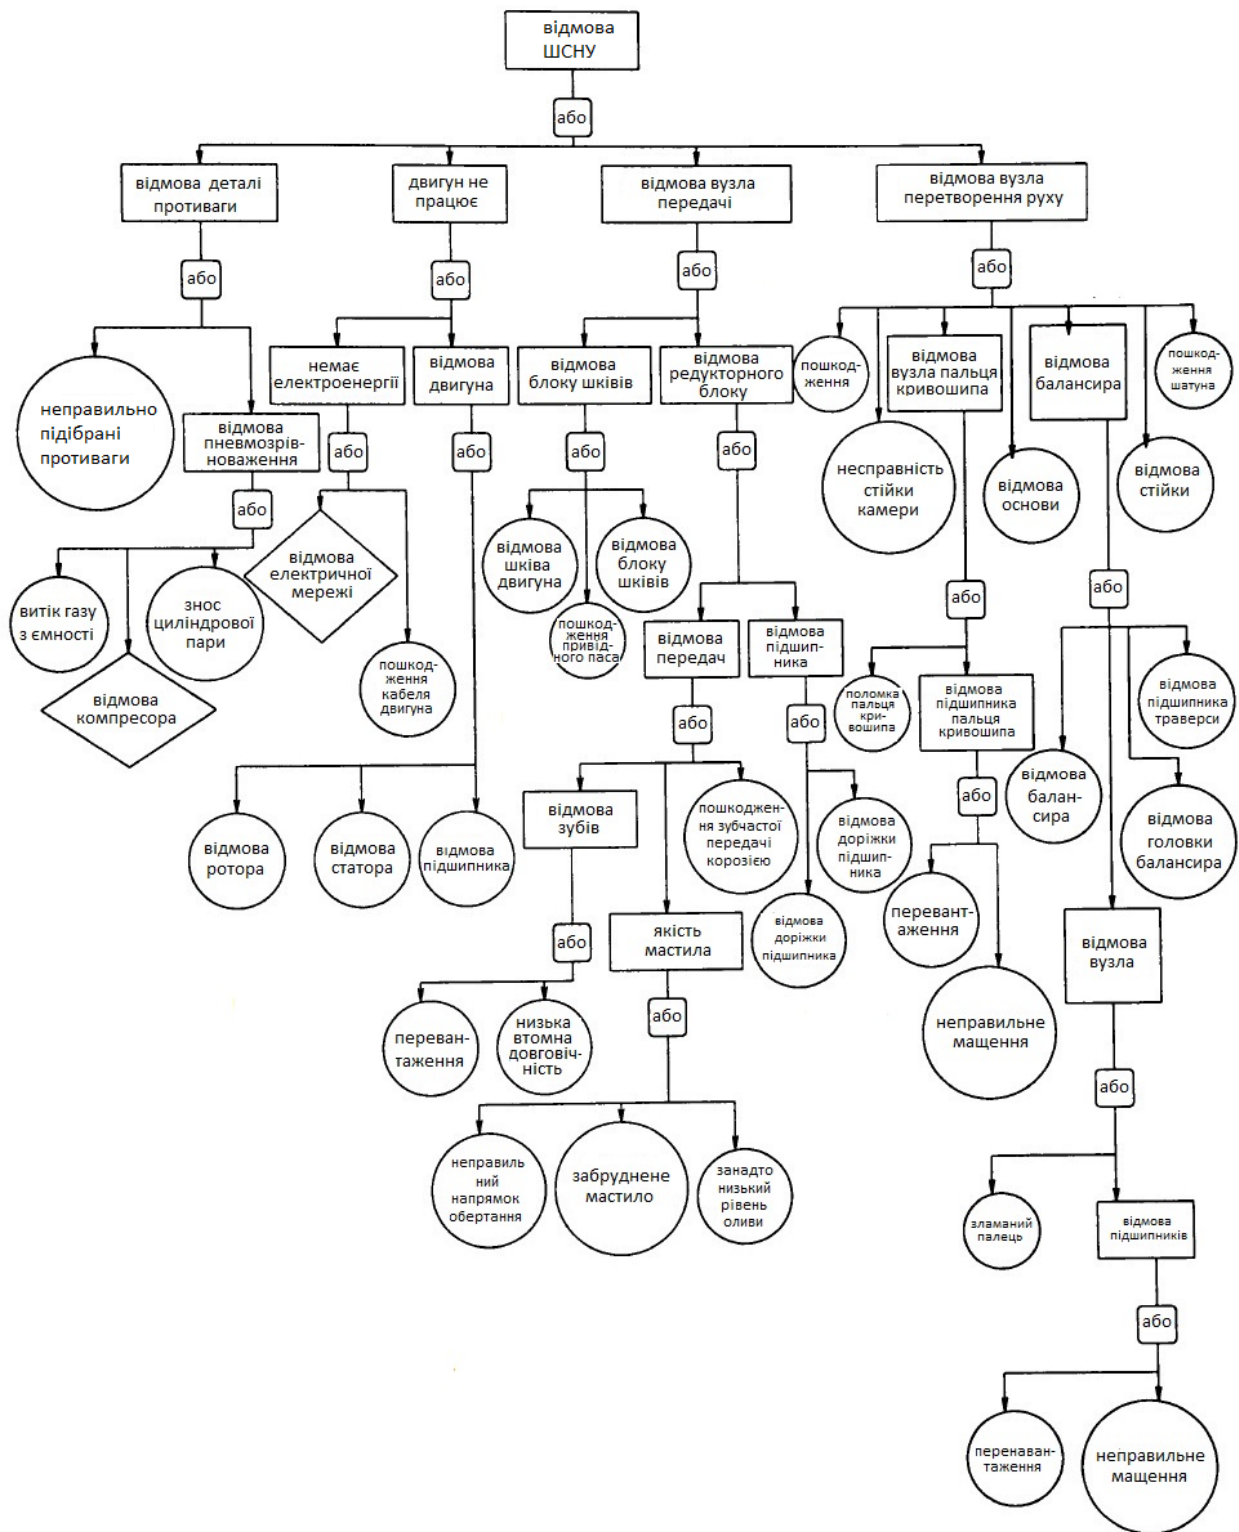 відмова
ШСНУ
або
відмова деталі
противаги
двигун не
працює
відмова вузла
передачі
відмова вузла
перетворення руху
або
або
або
або
неправильно
підібрані
противаги
відмова
пневмозрів-
новаження
немає
електроенергії
відмова
двигуна
відмова
блоку шківів
відмова
редукторного
блоку
пошкод-
ження
відмова
вузла пальця
кривошипа
відмова
балансира
пошкод-
ження
шатуна
або
або
або
або
або
несправність
стійки
камери
відмова
основи
відмова
стійки
витік газу
з ємності
відмова
компресора
знос
циліндрової
пари
відмова
електричної
мережі
пошкод-
ження
кабеля
двигуна
відмова
шківа
двигуна
пошкод-
ження
привід-
ного паса
відмова
блоку
шківів
або
або
відмова
передач
відмова
підшип-
ника
поломка
пальця
кри-
вошипа
відмова
підшипника
пальця
кривошипа
відмова
підшипника
траверси
або
або
або
відмова
балан-
сира
відмова
головки
балансира
відмова
ротора
відмова
статора
відмова
підшипника
відмова
зубів
пошкоджен-
ня зубчастої
передачі
корозією
відмова
доріжки
підшип-
ника
відмова
доріжки
підшипника
перевант-
аження
неправильне
мащення
відмова
вузла
або
якість
мастила
або
переван-
таження
низька
втомна
довговіч-
ність
або
неправиль
ний
напрямок
обертання
забруднене
мастило
занадто
низький
рівень
оливи
зламаний
палець
відмова
підшипників
або
перенаван-
таження
неправильне
мащення